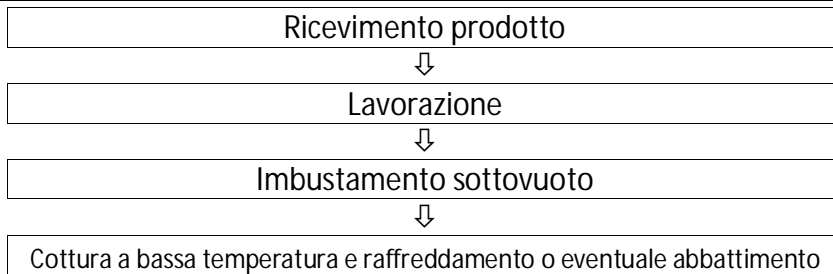 Ricevimento prodotto
⇩
Lavorazione
⇩
Imbustamento sottovuoto
⇩
Cottura a bassa temperatura e raffreddamento o eventuale abbattimento